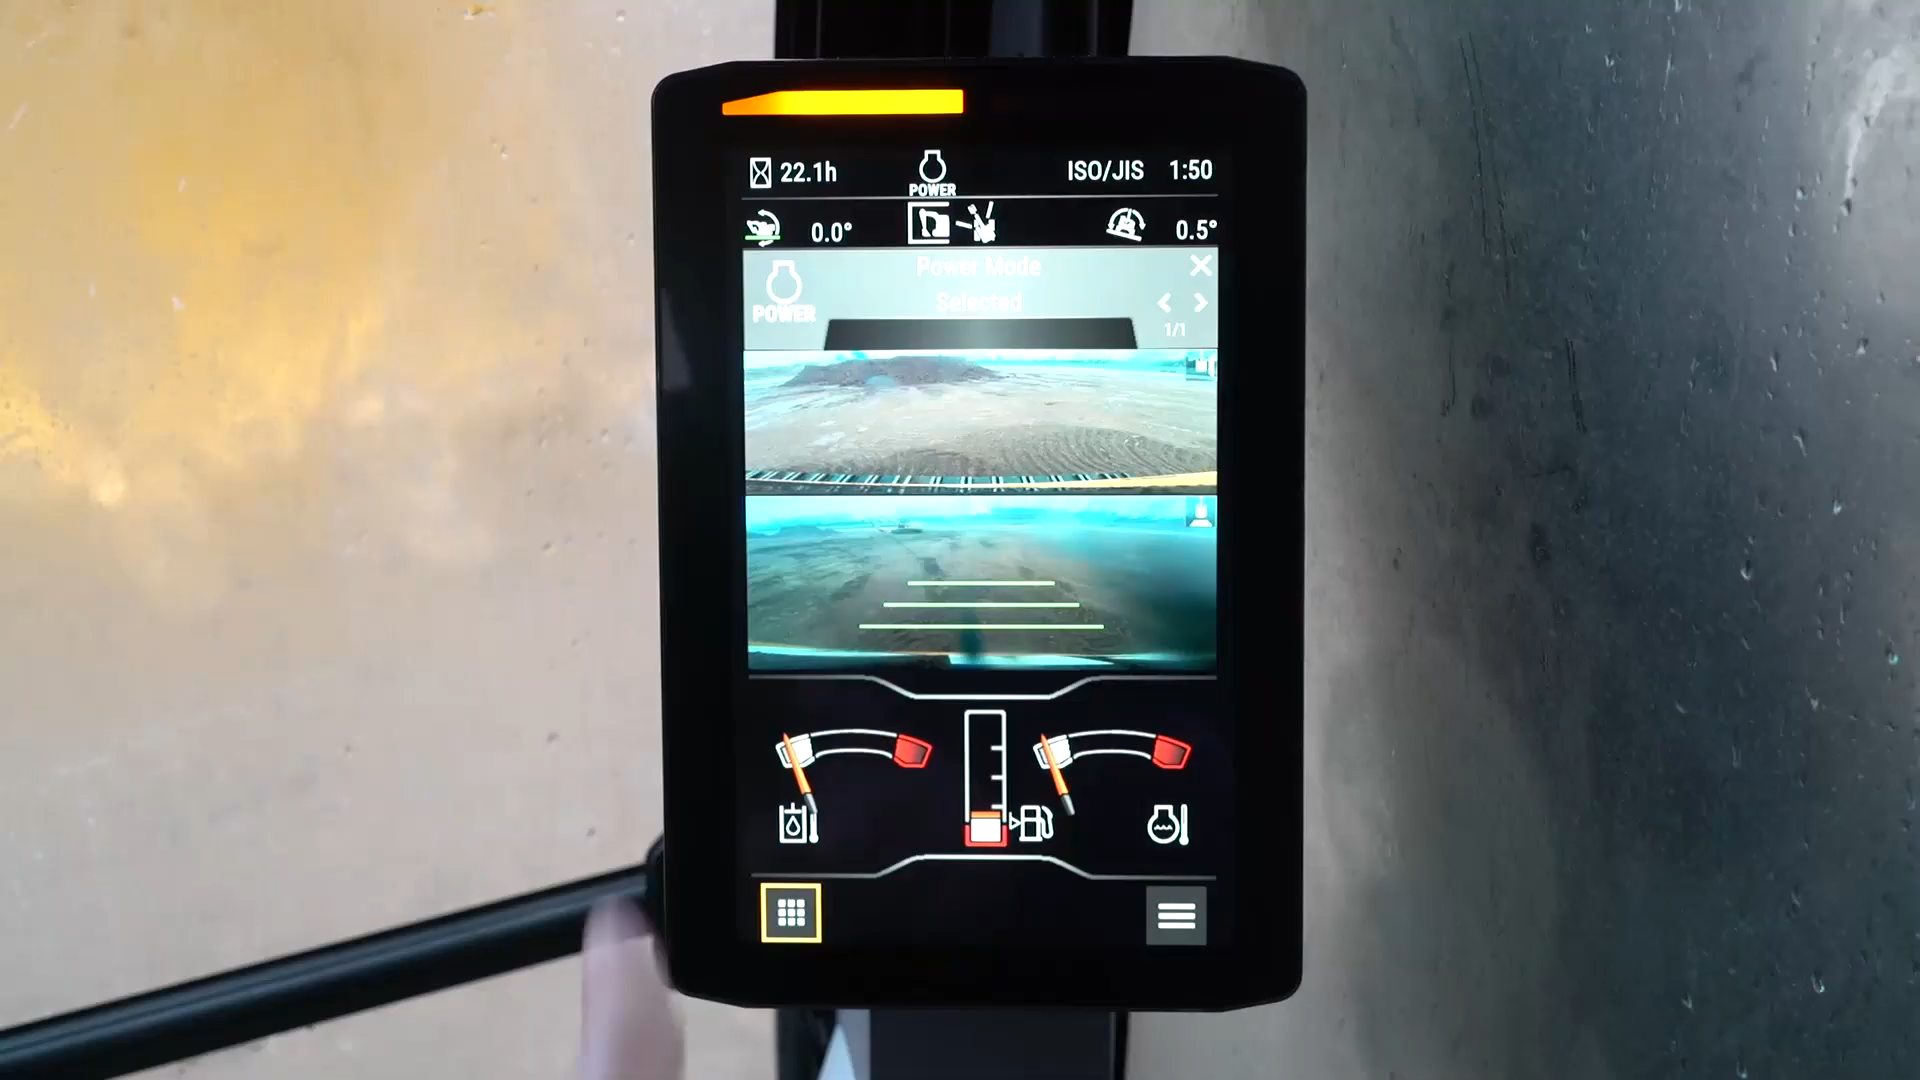 22.1h
POWER
ISO/JIS 1:50
0.0°
0.5°
Power Mode
POWER
Selected
1/1